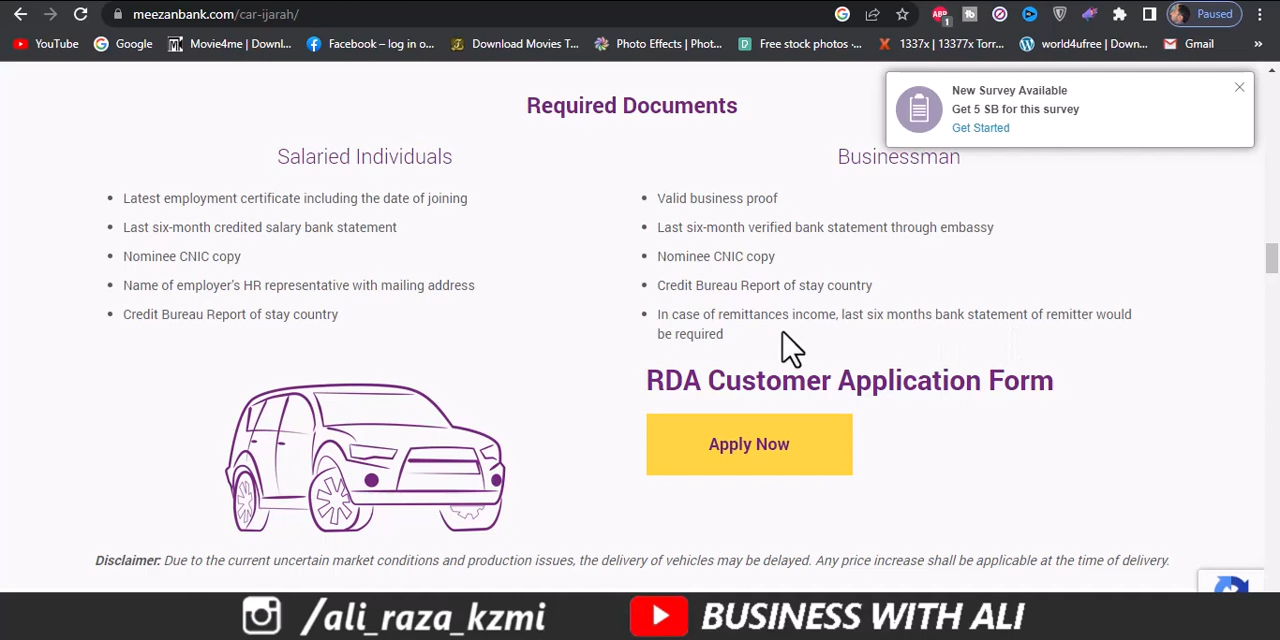 meezanbank.com/car-ijarah/
ABP
1
tb
Paused
YouTube
Google
Movie4me | Downl...
Facebook – log in o...
Download Movies T...
Photo Effects | Phot...
Free stock photos -...
1337x | 13377x Torr...
world4ufree | Down...
Gmail
»
New Survey Available
Get 5 SB for this survey
Get Started
Required Documents
Salaried Individuals
Latest employment certificate including the date of joining
Last six-month credited salary bank statement
Nominee CNIC copy
Name of employer's HR representative with mailing address
Credit Bureau Report of stay country
Businessman
Valid business proof
Last six-month verified bank statement through embassy
Nominee CNIC copy
Credit Bureau Report of stay country
In case of remittances income, last six months bank statement of remitter would
be required
RDA Customer Application Form
Apply Now
Disclaimer: Due to the current uncertain market conditions and production issues, the delivery of vehicles may be delayed. Any price increase shall be applicable at the time of delivery.
/ali_raza_kzmi
BUSINESS WITH ALI